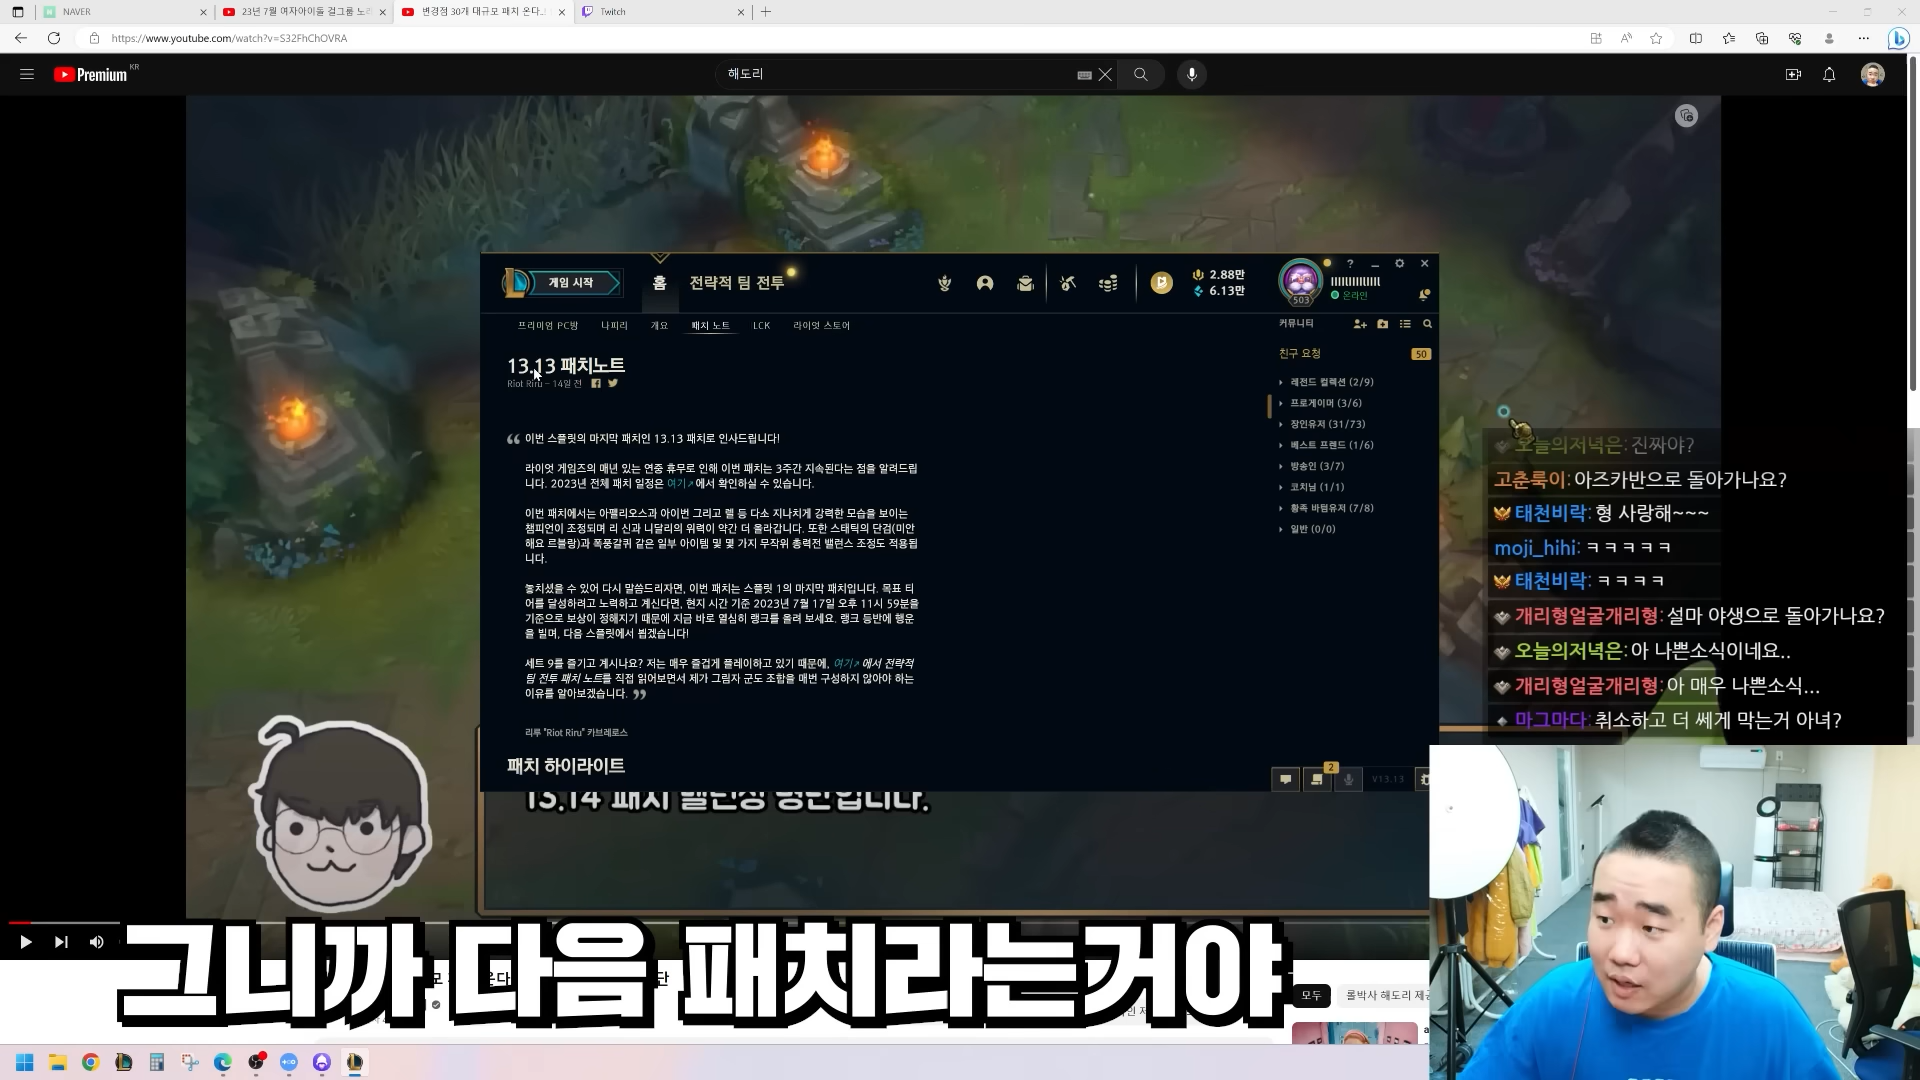 NAVER
23년 7월 여자아이돌 걸그룹 노래
변경점 30개 대규모 패치 온다..!
Twitch
https://www.youtube.com/watch?v=S32FhChOVRA
Premium
KR
해도리
게임 시작
홈
전략적 팀 전투
2.88만
6.13만
503
온라인
프리미엄 PC방
나피리
개요
패치 노트
LCK
라이엇 스토어
커뮤니티
13.13 패치노트
Riot Riru - 14일 전
친구 요청
50
레전드 컬렉션 (2/9)
프로게이머 (3/6)
장인유저 (31/73)
베스트 프렌드 (1/6)
방송인 (3/7)
코치님 (1/1)
황족 바텀유저 (7/8)
일반 (0/0)
이번 스플릿의 마지막 패치인 13.13 패치로 인사드립니다!
라이엇 게임즈의 매년 있는 연중 휴무로 인해 이번 패치는 3주간 지속된다는 점을 알려드립
니다. 2023년 전체 패치 일정은 여기↗에서 확인하실 수 있습니다.
이번 패치에서는 아펠리오스과 아이번 그리고 렐 등 다소 지나치게 강력한 모습을 보이는
챔피언이 조정되며 리 신과 니달리의 위력이 약간 더 올라갑니다. 또한 스태틱의 단검(미안
해요 르블랑)과 폭풍갈퀴 같은 일부 아이템 및 몇 가지 무작위 총력전 밸런스 조정도 적용됩
니다.
놓치셨을 수 있어 다시 말씀드리자면, 이번 패치는 스플릿 1의 마지막 패치입니다. 목표 티
어를 달성하려고 노력하고 계신다면, 현지 시간 기준 2023년 7월 17일 오후 11시 59분을
기준으로 보상이 정해지기 때문에 지금 바로 열심히 랭크를 올려 보세요. 랭크 등반에 행운
을 빌며, 다음 스플릿에서 뵙겠습니다!
세트 9를 즐기고 계시나요? 저는 매우 즐겁게 플레이하고 있기 때문에, 여기↗에서 전략적
팀 전투 패치 노트를 직접 읽어보면서 제가 그림자 군도 조합을 매번 구성하지 않아야 하는
이유를 알아보겠습니다.
리루 "Riot Riru" 카브레로스
패치 하이라이트
2
V13.13
13.14 패치 밸런싱 명단입니다.
오늘의저녁은: 진짜야?
고춘룩이: 아즈카반으로 돌아가나요?
태천비락: 형 사랑해~~~
moji_hihi: ㅋㅋㅋㅋㅋ
태천비락: ㅋㅋㅋㅋ
개리형얼굴개리형: 설마 야생으로 돌아가나요?
오늘의저녁은: 아 나쁜소식이네요..
개리형얼굴개리형: 아 매우 나쁜소식...
마그마다: 취소하고 더 쎄게 막는거 아녀?
그니까 다음 패치라는거야
모두
롤박사 해도리 제공